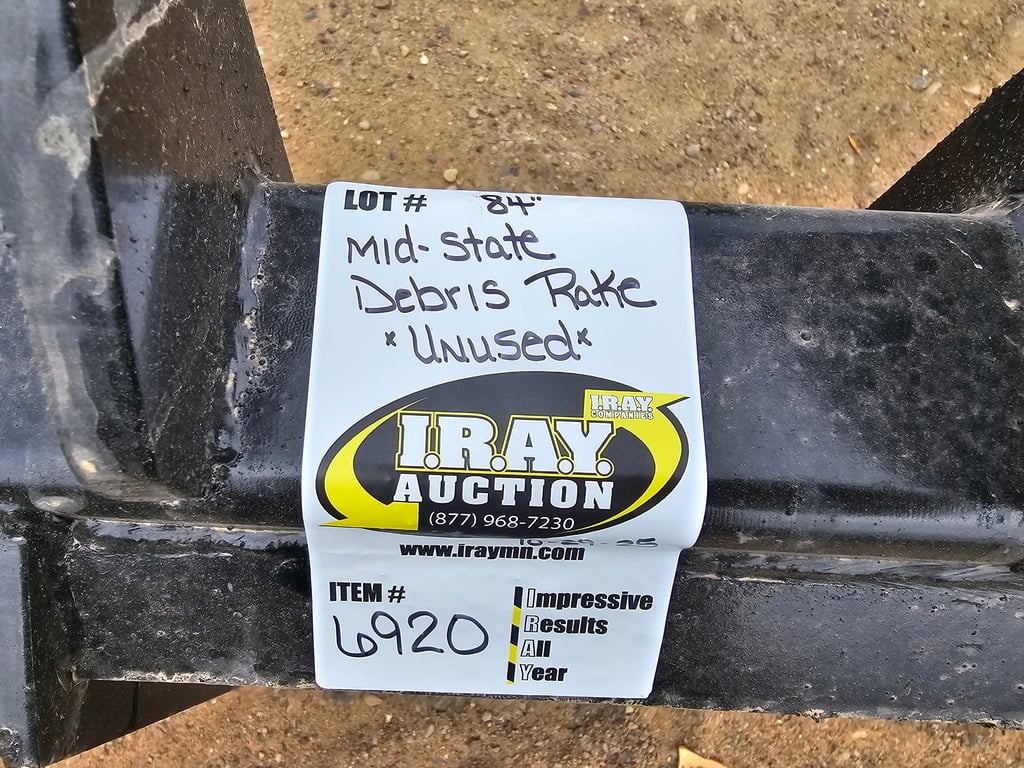 LOT # 84"
Mid-State
Debris Rake
*Unused*
I.R.A.Y.
COMPANIES
I.R.A.Y.
AUCTION
(877) 968-7230
www.iraymn.com
ITEM #
6920
Impressive
Results
All
Year